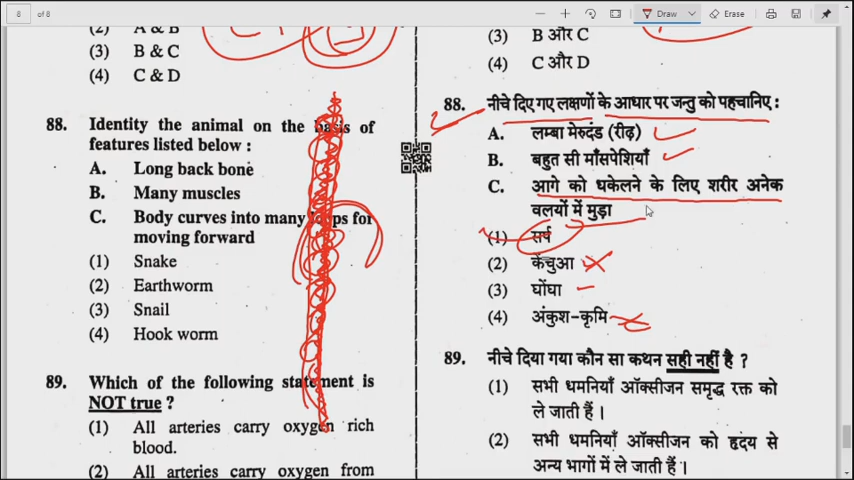 8 of 8
Draw
Erase
(2) A & B
(3) B & C
(4) C & D
88. Identity the animal on the basis of
features listed below :
A. Long back bone
B. Many muscles
C. Body curves into many loops for
moving forward
(1) Snake
(2) Earthworm
(3) Snail
(4) Hook worm
89. Which of the following statement is
NOT true ?
(1) All arteries carry oxygen rich
blood.
(2) All arteries carry oxygen from
(3) B और C
(4) C और D
88. नीचे दिए गए लक्षणों के आधार पर जन्तु को पहचानिए :
A. लम्बा मेरुदंड (रीढ़)
B. बहुत सी माँसपेशियाँ
C. आगे को धकेलने के लिए शरीर अनेक
वलयों में मुड़ा
(1) सर्प
(2) केंचुआ
(3) घोंघा
(4) अंकुश-कृमि
89. नीचे दिया गया कौन सा कथन सही नहीं है ?
(1) सभी धमनियाँ ऑक्सीजन समृद्ध रक्त को
ले जाती हैं ।
(2) सभी धमनियाँ ऑक्सीजन को हृदय से
अन्य भागों में ले जाती हैं ।